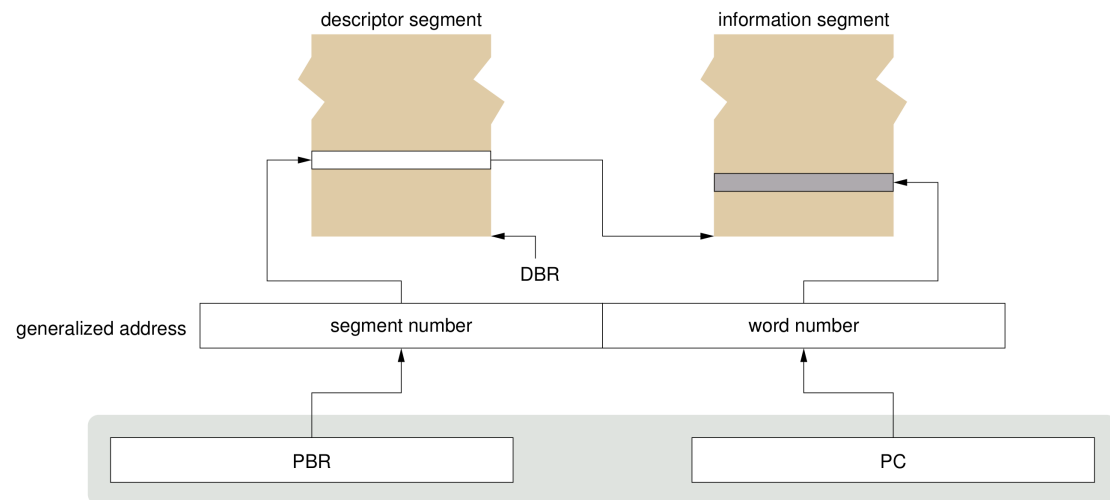 descriptor segment
information segment
DBR
generalized address
segment number
word number
PBR
PC